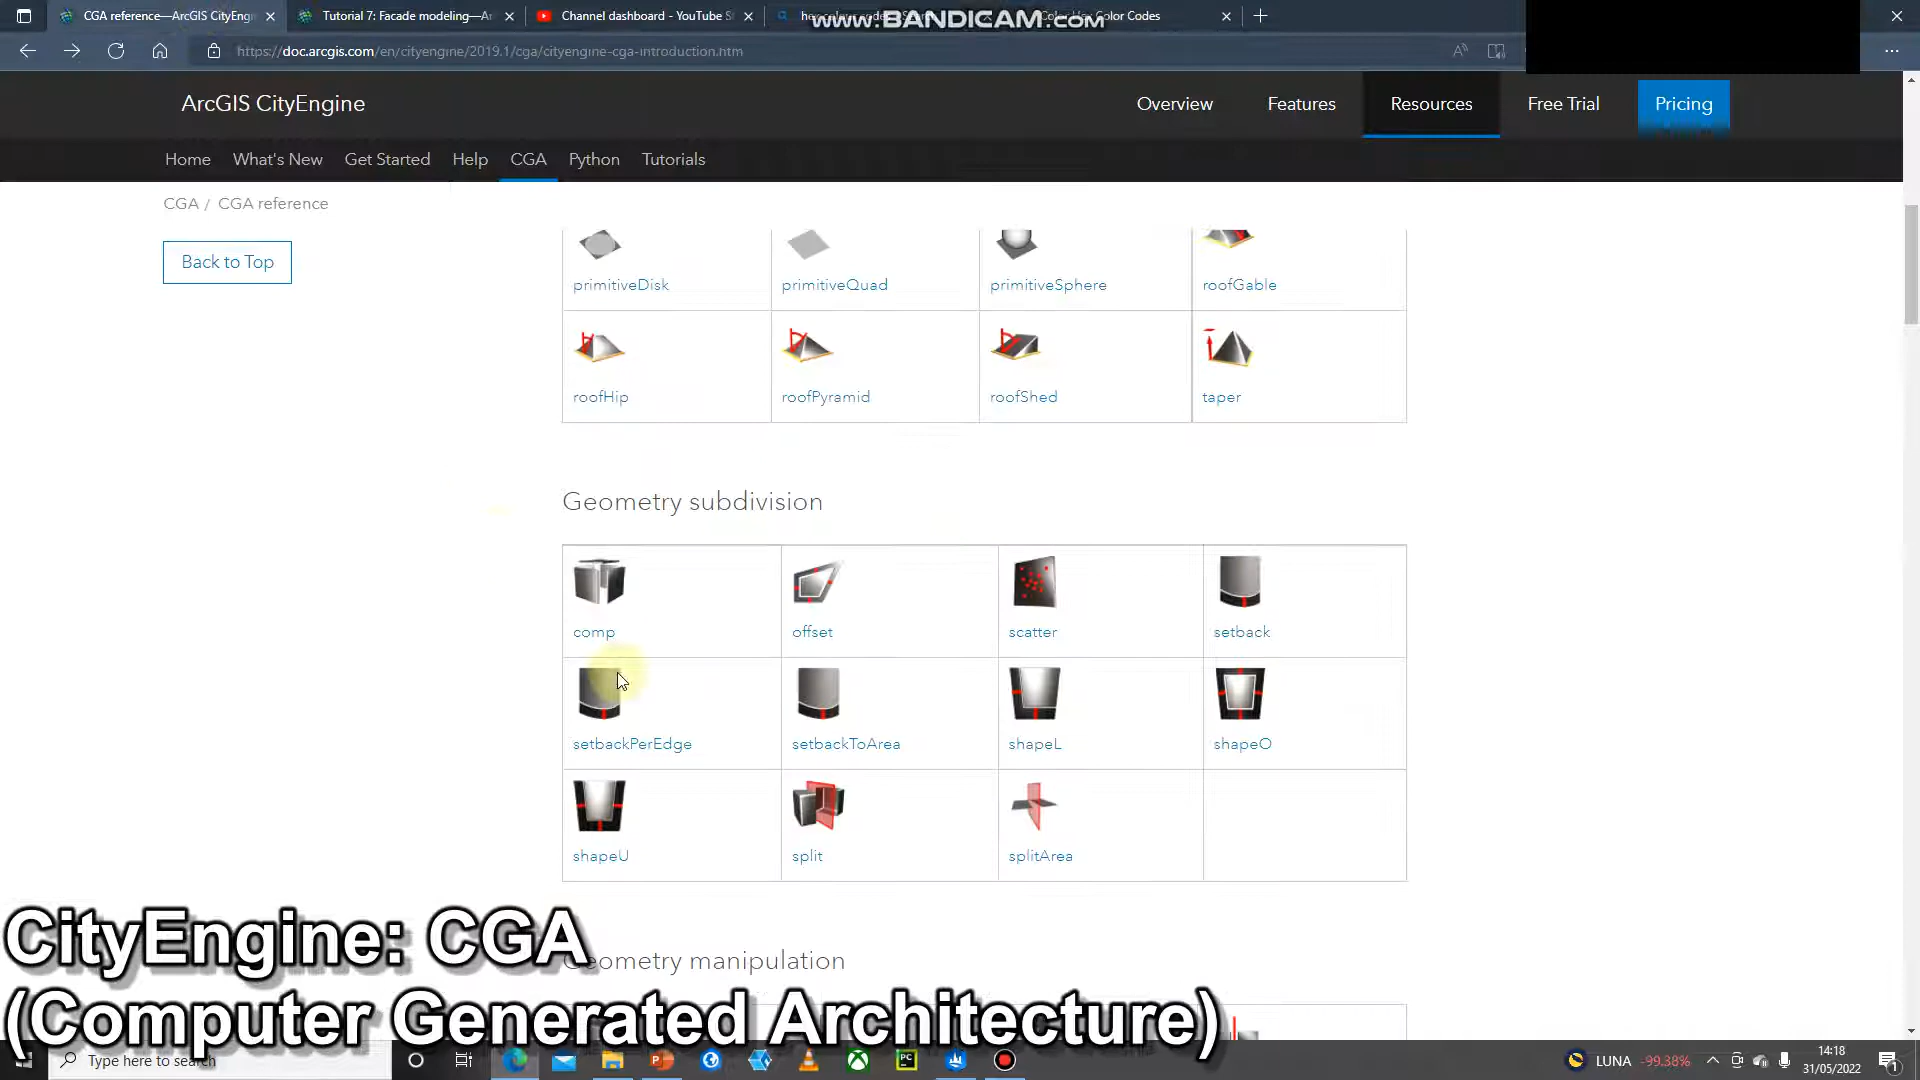 CGA reference—ArcGIS CityEngin
Tutorial 7: Facade modeling—Ar
Channel dashboard - YouTube S
Color Codes
www.BANDICAM.com
https://doc.arcgis.com/en/cityengine/2019.1/cga/cityengine-cga-introduction.htm
ArcGIS CityEngine
Overview
Features
Resources
Free Trial
Pricing
Home
What's New
Get Started
Help
CGA
Python
Tutorials
CGA / CGA reference
Back to Top
primitiveDisk
primitiveQuad
primitiveSphere
roofGable
roofHip
roofPyramid
roofShed
taper
Geometry subdivision
comp
offset
scatter
setback
setbackPerEdge
setbackToArea
shapeL
shapeO
shapeU
split
splitArea
Geometry manipulation
CityEngine: CGA
(Computer Generated Architecture)
Type here to search
LUNA -99.38%
14:18
31/05/2022